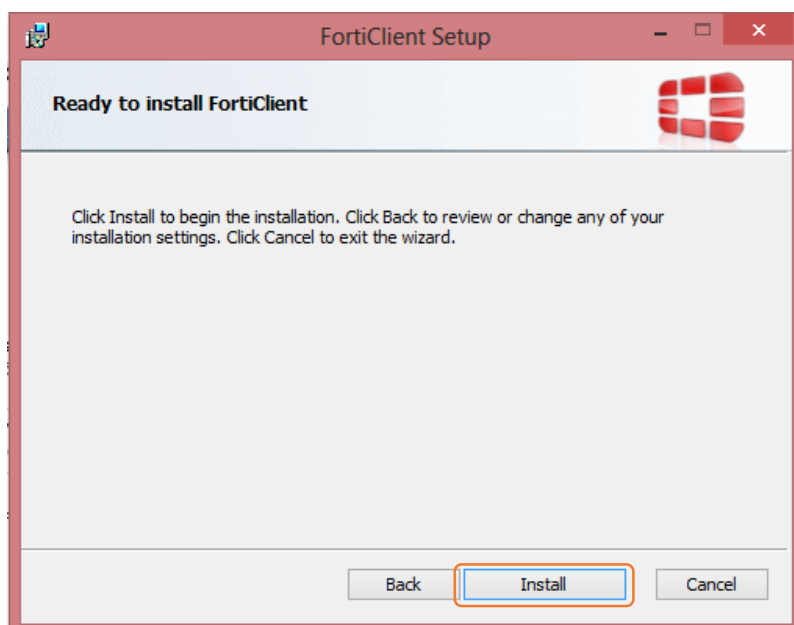 FortiClient Setup
Ready to install FortiClient
Click Install to begin the installation. Click Back to review or change any of your
installation settings. Click Cancel to exit the wizard.
Back Install Cancel